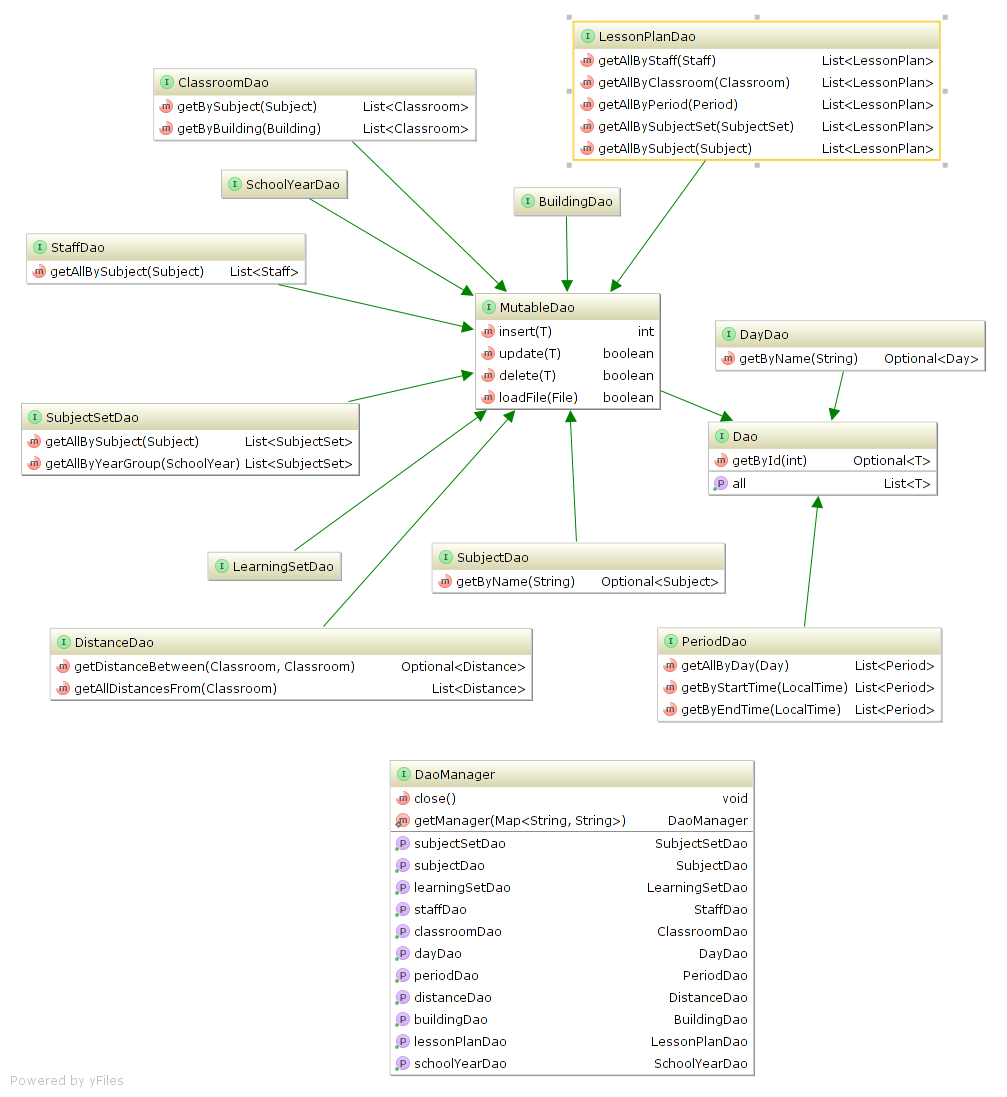 LessonPlanDao
getAllByStaff(Staff) List<LessonPlan>
getAllByClassroom(Classroom) List<LessonPlan>
getAllByPeriod(Period) List<LessonPlan>
getAllBySubjectSet(SubjectSet) List<LessonPlan>
getAllBySubject(Subject) List<LessonPlan>
ClassroomDao
getBySubject(Subject) List<Classroom>
getByBuilding(Building) List<Classroom>
SchoolYearDao
BuildingDao
StaffDao
getAllBySubject(Subject) List<Staff>
MutableDao
insert(T) int
update(T) boolean
delete(T) boolean
loadFile(File) boolean
DayDao
getByName(String) Optional<Day>
SubjectSetDao
getAllBySubject(Subject) List<SubjectSet>
getAllByYearGroup(SchoolYear) List<SubjectSet>
Dao
getById(int) Optional<T>
all List<T>
LearningSetDao
SubjectDao
getByName(String) Optional<Subject>
DistanceDao
getDistanceBetween(Classroom, Classroom) Optional<Distance>
getAllDistancesFrom(Classroom) List<Distance>
PeriodDao
getAllByDay(Day) List<Period>
getByStartTime(LocalTime) List<Period>
getByEndTime(LocalTime) List<Period>
DaoManager
close() void
getManager(Map<String, String>) DaoManager
subjectSetDao SubjectSetDao
subjectDao SubjectDao
learningSetDao LearningSetDao
staffDao StaffDao
classroomDao ClassroomDao
dayDao DayDao
periodDao PeriodDao
distanceDao DistanceDao
buildingDao BuildingDao
lessonPlanDao LessonPlanDao
schoolYearDao SchoolYearDao
Powered by yFiles